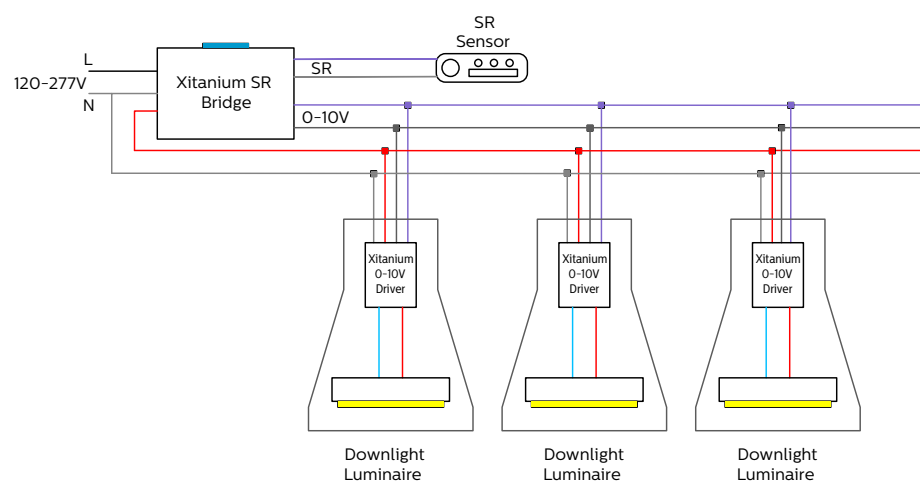 SR
Sensor
L
120-277V
N
Xitanium SR
Bridge
SR
0-10V
Xitanium
0-10V
Driver
Xitanium
0-10V
Driver
Xitanium
0-10V
Driver
Downlight
Luminaire
Downlight
Luminaire
Downlight
Luminaire